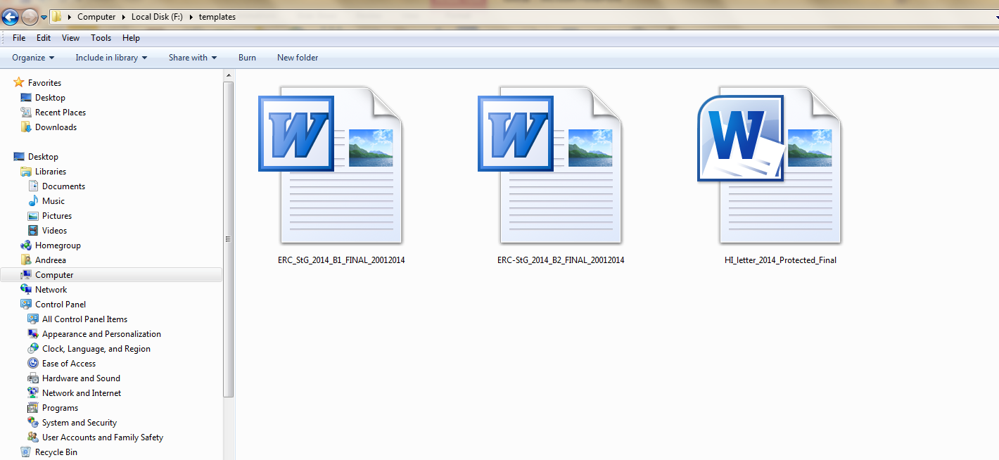 Computer Local Disk (F:) templates
File Edit View Tools Help
Organize Include in library Share with Burn New folder
Favorites
Desktop
Recent Places
Downloads
Desktop
Libraries
Documents
Music
Pictures
Videos
Homegroup
Andreea
Computer
Network
Control Panel
All Control Panel Items
Appearance and Personalization
Clock, Language, and Region
Ease of Access
Hardware and Sound
Network and Internet
Programs
System and Security
User Accounts and Family Safety
Recycle Bin
W W W
ERC_StG_2014_B1_FINAL_20012014 ERC-StG_2014_B2_FINAL_20012014 HI_letter_2014_Protected_Final